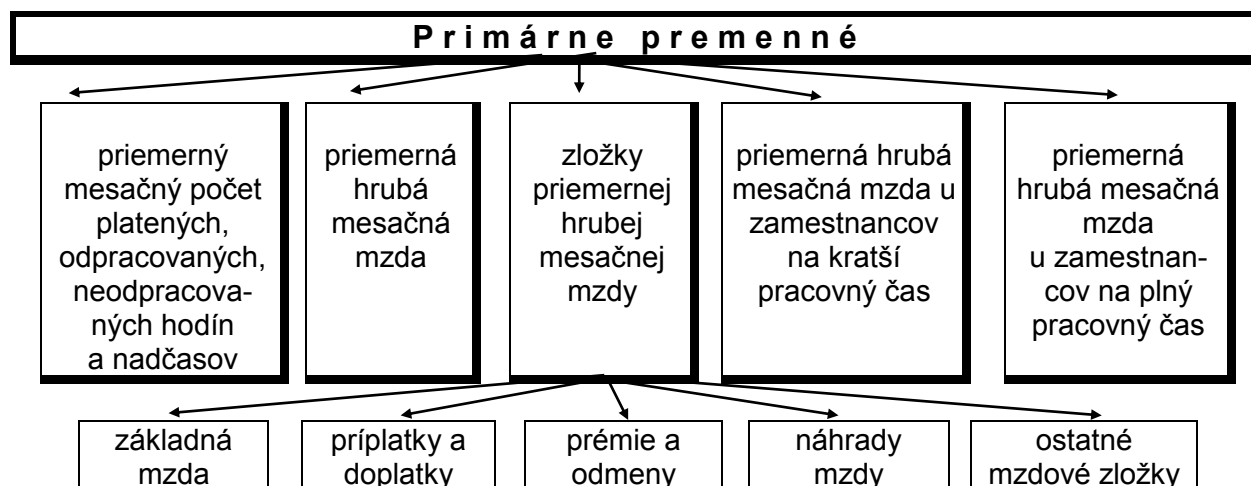 Primárne premenné
priemerný
mesačný počet
platených,
odpracovaných,
neodpracova-
ných hodín
a nadčasov
priemerná
hrubá
mesačná
mzda
zložky
priemernej
hrubej
mesačnej
mzdy
priemerná hrubá
mesačná mzda u
zamestnancov
na kratší
pracovný čas
priemerná
hrubá mesačná
mzda
u zamestnan-
cov na plný
pracovný čas
základná
mzda
príplatky a
doplatky
prémie a
odmeny
náhrady
mzdy
ostatné
mzdové zložky